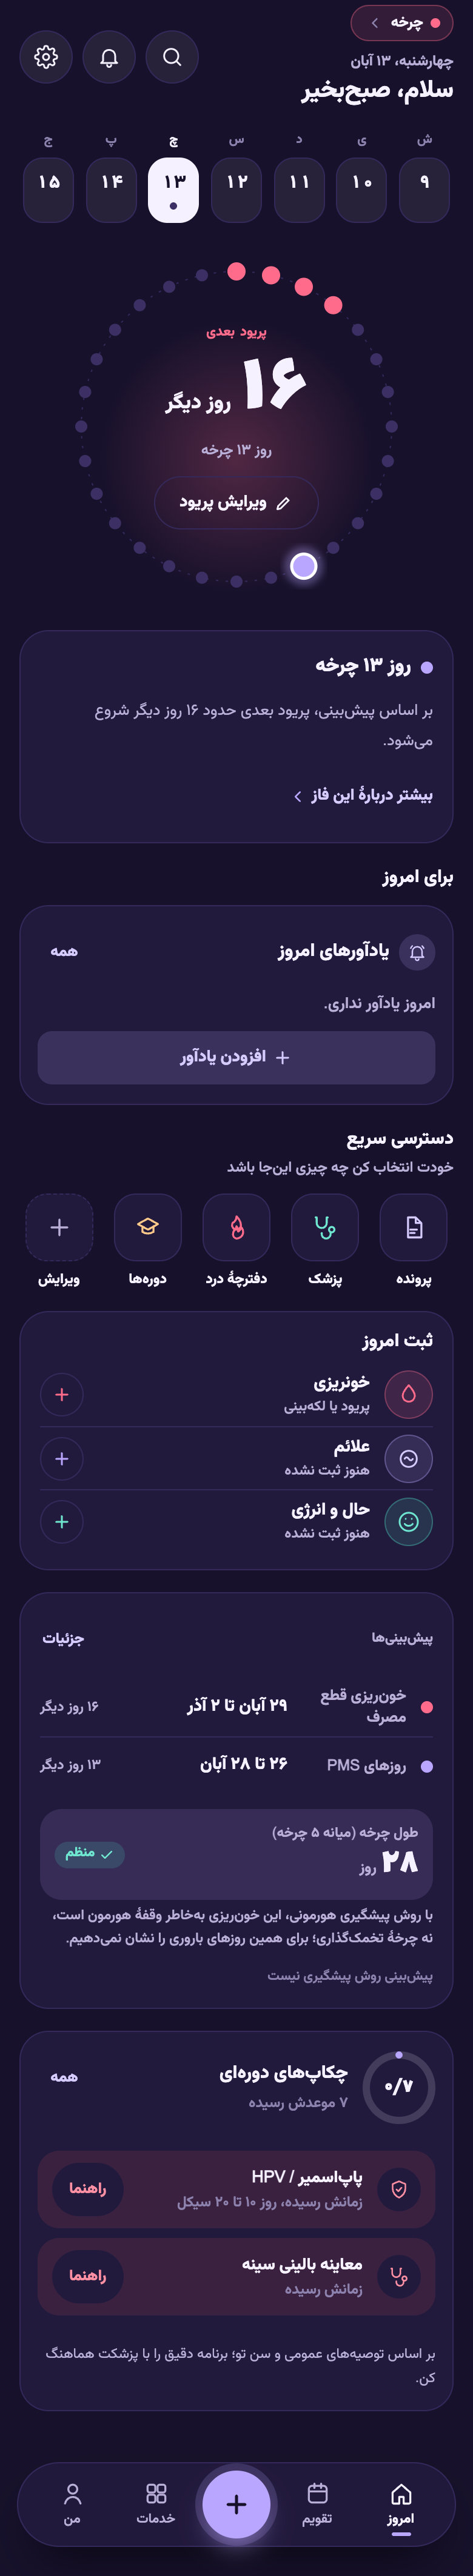 چرخه
چهارشنبه، ۱۳ آبان
سلام، صبح‌بخیر
ش ی د س چ پ ج
۹ ۱۰ ۱۱ ۱۲ ۱۳ ۱۴ ۱۵
پریود بعدی
۱۶ روز دیگر
روز ۱۳ چرخه
ویرایش پریود
روز ۱۳ چرخه
بر اساس پیش‌بینی، پریود بعدی حدود ۱۶ روز دیگر شروع
می‌شود.
بیشتر دربارهٔ این فاز
برای امروز
یادآورهای امروز
همه
امروز یادآور نداری.
افزودن یادآور
دسترسی سریع
خودت انتخاب کن چه چیزی این‌جا باشد
پرونده پزشک دفترچهٔ درد دوره‌ها ویرایش
ثبت امروز
خونریزی
پریود یا لکه‌بینی
علائم
هنوز ثبت نشده
حال و انرژی
هنوز ثبت نشده
پیش‌بینی‌ها
جزئیات
خون‌ریزی قطع
مصرف
۲۹ آبان تا ۲ آذر
۱۶ روز دیگر
روزهای PMS
۲۶ تا ۲۸ آبان
۱۳ روز دیگر
طول چرخه (میانه ۵ چرخه)
۲۸ روز
منظم
با روش پیشگیری هورمونی، این خون‌ریزی به‌خاطر وقفهٔ هورمون است،
نه چرخهٔ تخمک‌گذاری؛ برای همین روزهای باروری را نشان نمی‌دهیم.
پیش‌بینی روش پیشگیری نیست
۰/۷
چکاپ‌های دوره‌ای
۷ موعدش رسیده
همه
پاپ‌اسمیر / HPV
زمانش رسیده، روز ۱۰ تا ۲۰ سیکل
راهنما
معاینه بالینی سینه
زمانش رسیده
راهنما
بر اساس توصیه‌های عمومی و سن تو؛ برنامه دقیق را با پزشکت هماهنگ
کن.
امروز تقویم خدمات من